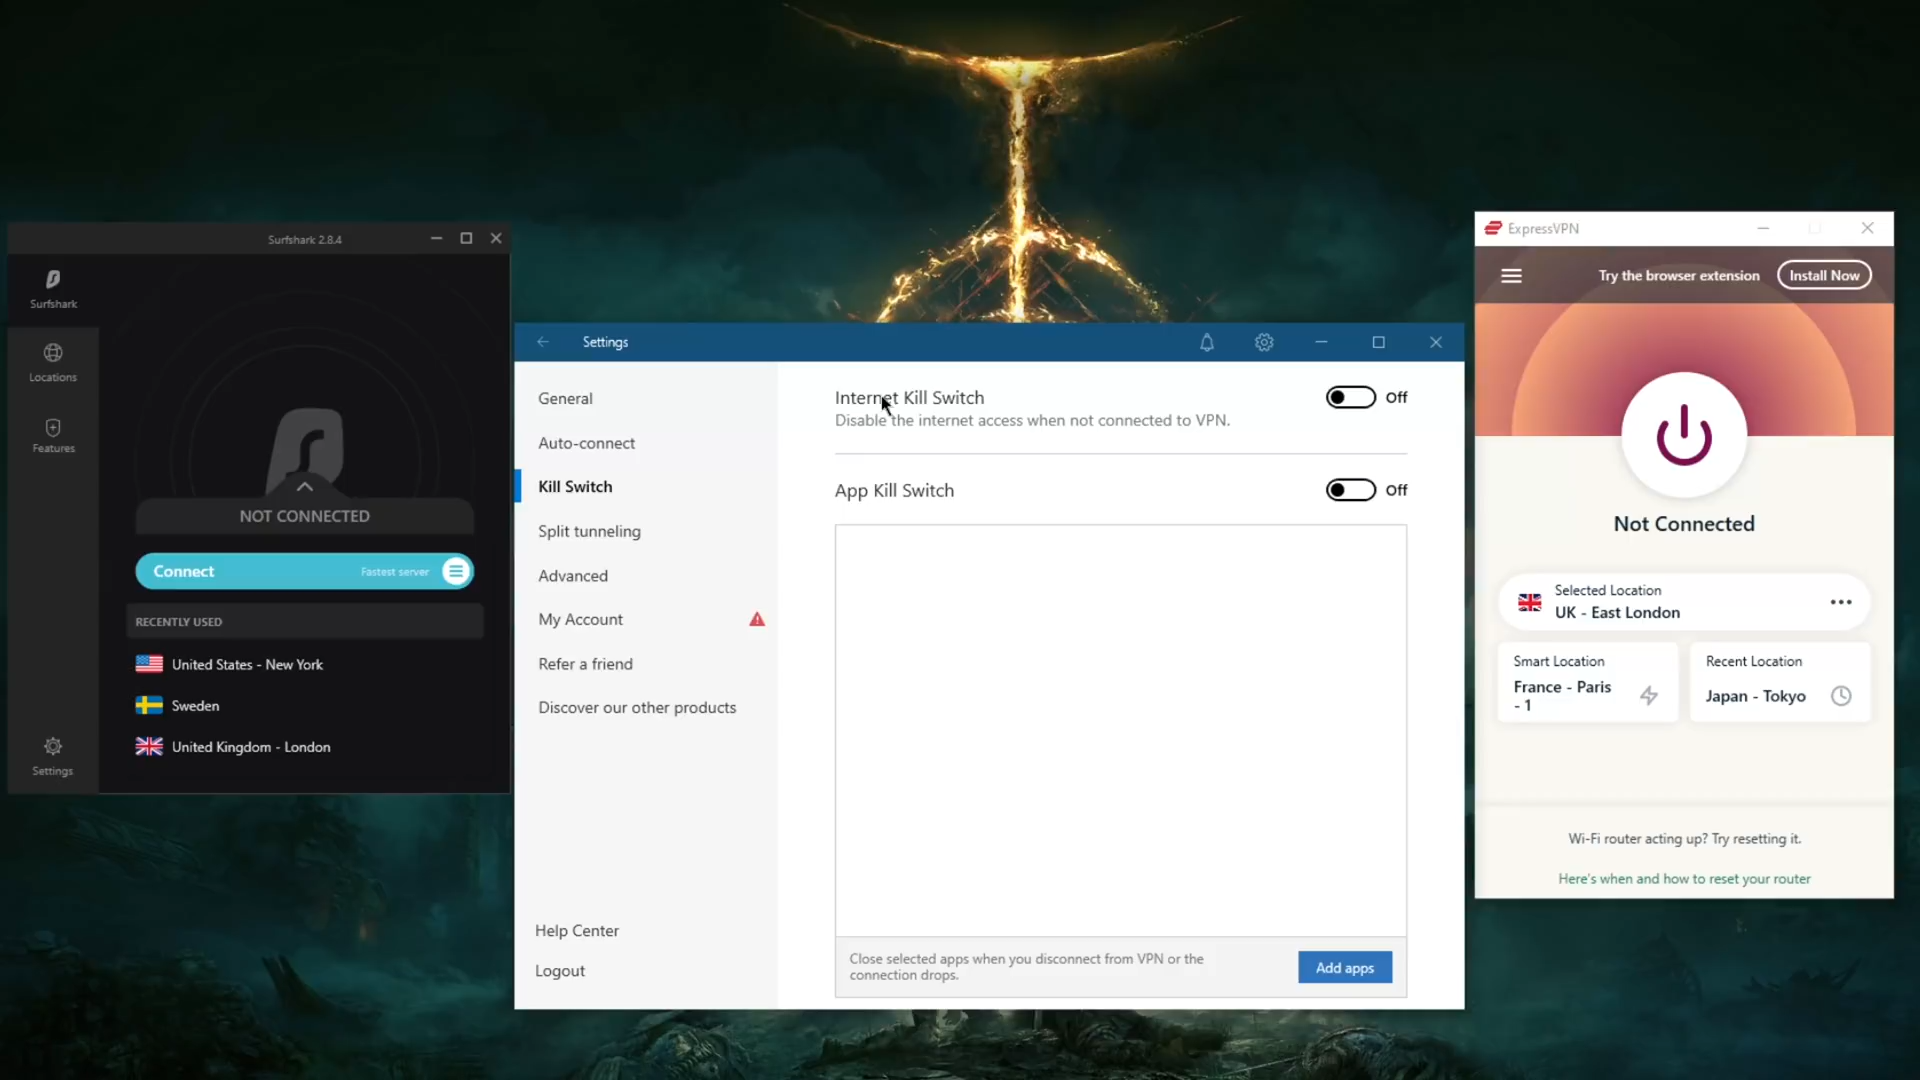 Surfshark 2.8.4
Surfshark
Locations
Features
Settings
NOT CONNECTED
Connect
Fastest server
RECENTLY USED
United States - New York
Sweden
United Kingdom - London
Settings
General
Auto-connect
Kill Switch
Split tunneling
Advanced
My Account
Refer a friend
Discover our other products
Help Center
Logout
Internet Kill Switch
Off
Disable the internet access when not connected to VPN.
App Kill Switch
Off
Close selected apps when you disconnect from VPN or the
connection drops.
Add apps
ExpressVPN
Try the browser extension
Install Now
Not Connected
Selected Location
UK - East London
Smart Location
France - Paris
- 1
Recent Location
Japan - Tokyo
Wi-Fi router acting up? Try resetting it.
Here's when and how to reset your router